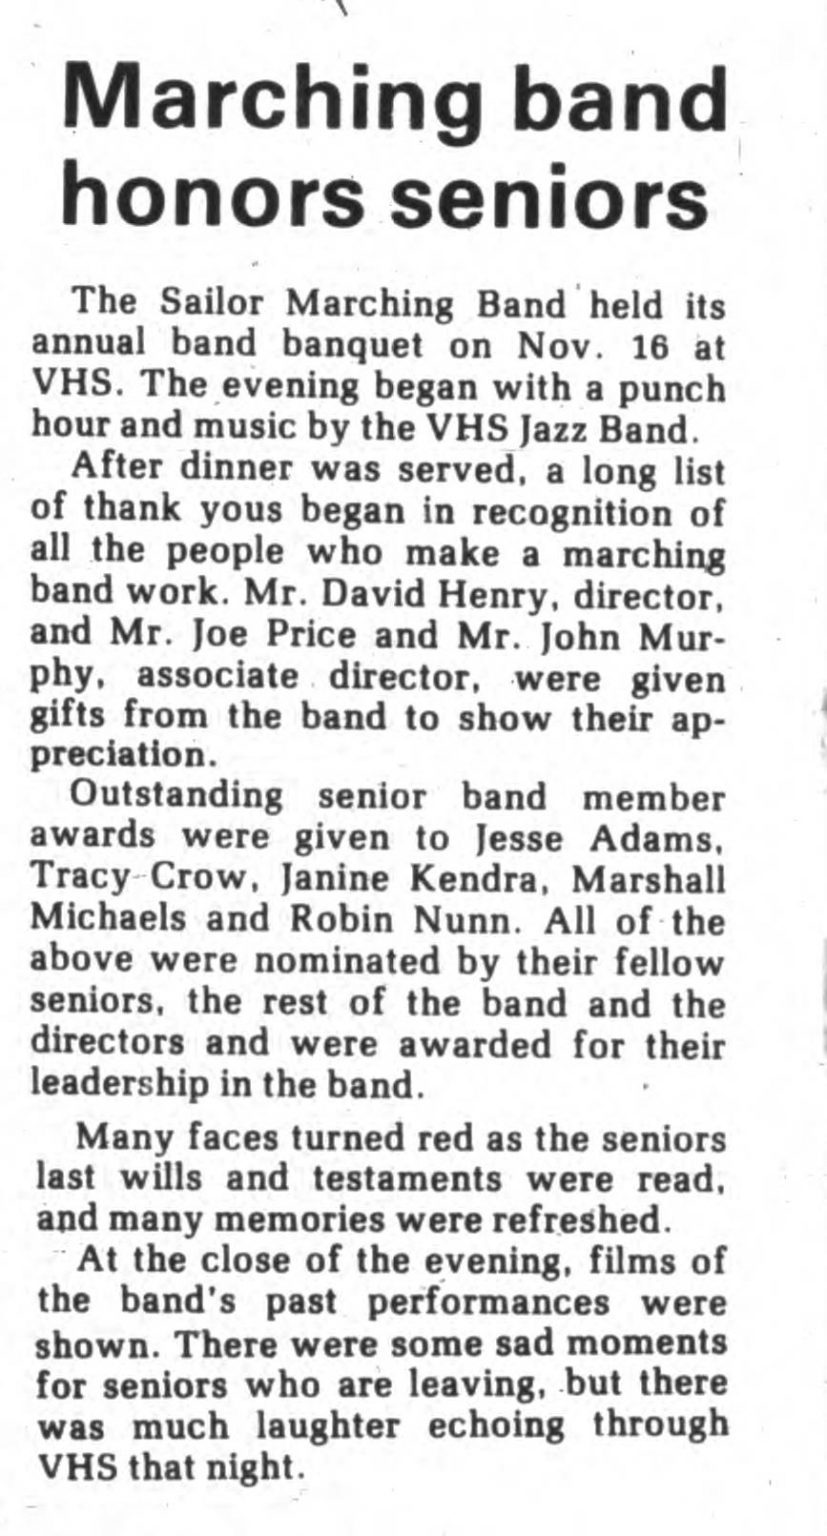 Marching band
honors seniors
The Sailor Marching Band held its
annual band banquet on Nov. 16 at
VHS. The evening began with a punch
hour and music by the VHS Jazz Band.
After dinner was served, a long list
of thank yous began in recognition of
all the people who make a marching
band work. Mr. David Henry, director,
and Mr. Joe Price and Mr. John Mur-
phy, associate director, were given
gifts from the band to show their ap-
preciation.
Outstanding senior band member
awards were given to Jesse Adams,
Tracy Crow, Janine Kendra, Marshall
Michaels and Robin Nunn. All of the
above were nominated by their fellow
seniors, the rest of the band and the
directors and were awarded for their
leadership in the band.
Many faces turned red as the seniors
last wills and testaments were read,
and many memories were refreshed.
At the close of the evening, films of
the band's past performances were
shown. There were some sad moments
for seniors who are leaving, but there
was much laughter echoing through
VHS that night.